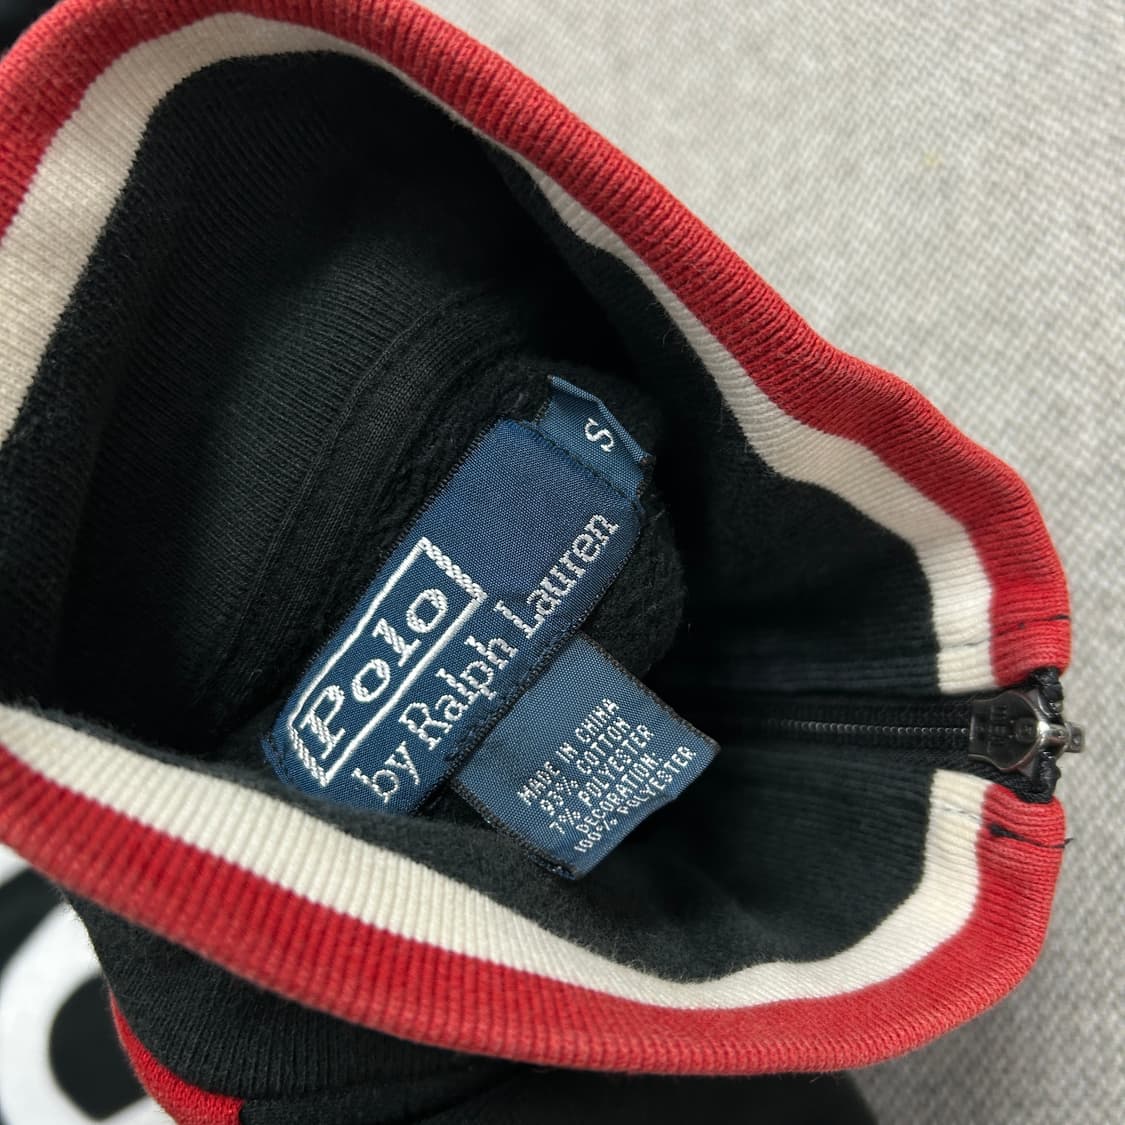 S
Polo
by Ralph Lauren
MADE IN CHINA
93% COTTON
7% POLYESTER
DECORATION
100% POLYESTER